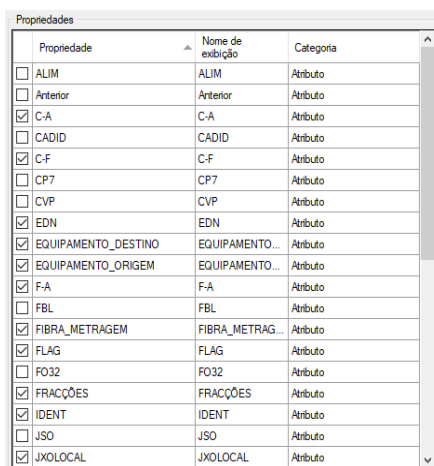 Propriedades
Propriedade Nome de exibição Categoria
ALIM ALIM Atributo
Anterior Anterior Atributo
C-A C-A Atributo
CADID CADID Atributo
C-F C-F Atributo
CP7 CP7 Atributo
CVP CVP Atributo
EDN EDN Atributo
EQUIPAMENTO_DESTINO EQUIPAMENTO... Atributo
EQUIPAMENTO_ORIGEM EQUIPAMENTO... Atributo
F-A F-A Atributo
FBL FBL Atributo
FIBRA_METRAGEM FIBRA_METRAG... Atributo
FLAG FLAG Atributo
FO32 FO32 Atributo
FRACÇÕES FRACÇÕES Atributo
IDENT IDENT Atributo
JSO JSO Atributo
JXOLOCAL JXOLOCAL Atributo